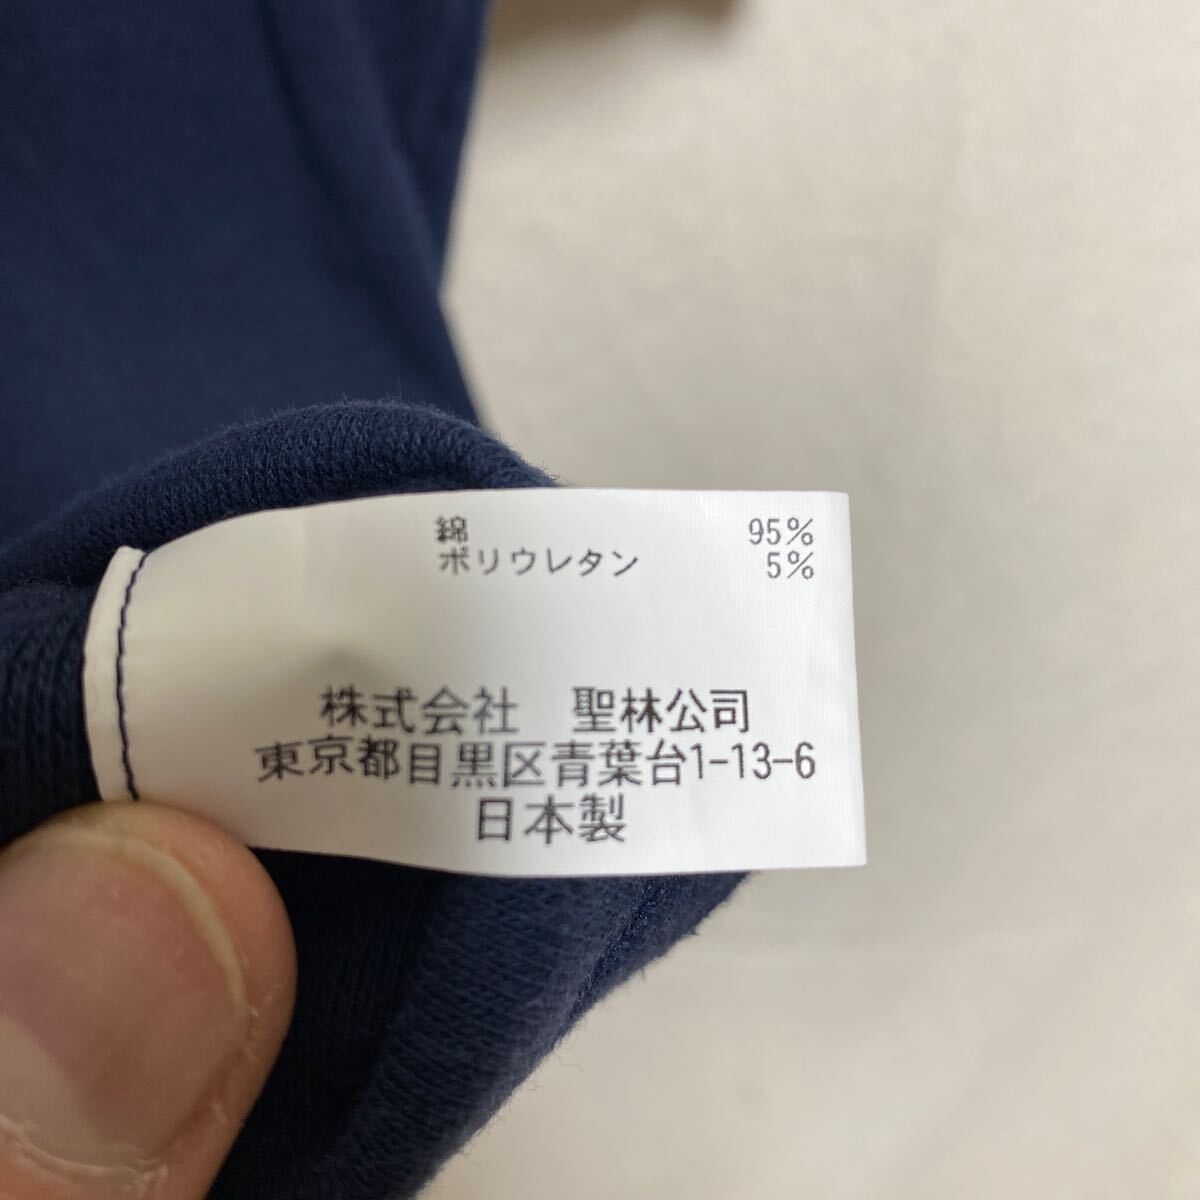 綿 95%
ポリウレタン 5%
株式会社 聖林公司
東京都目黒区青葉台1-13-6
日本製